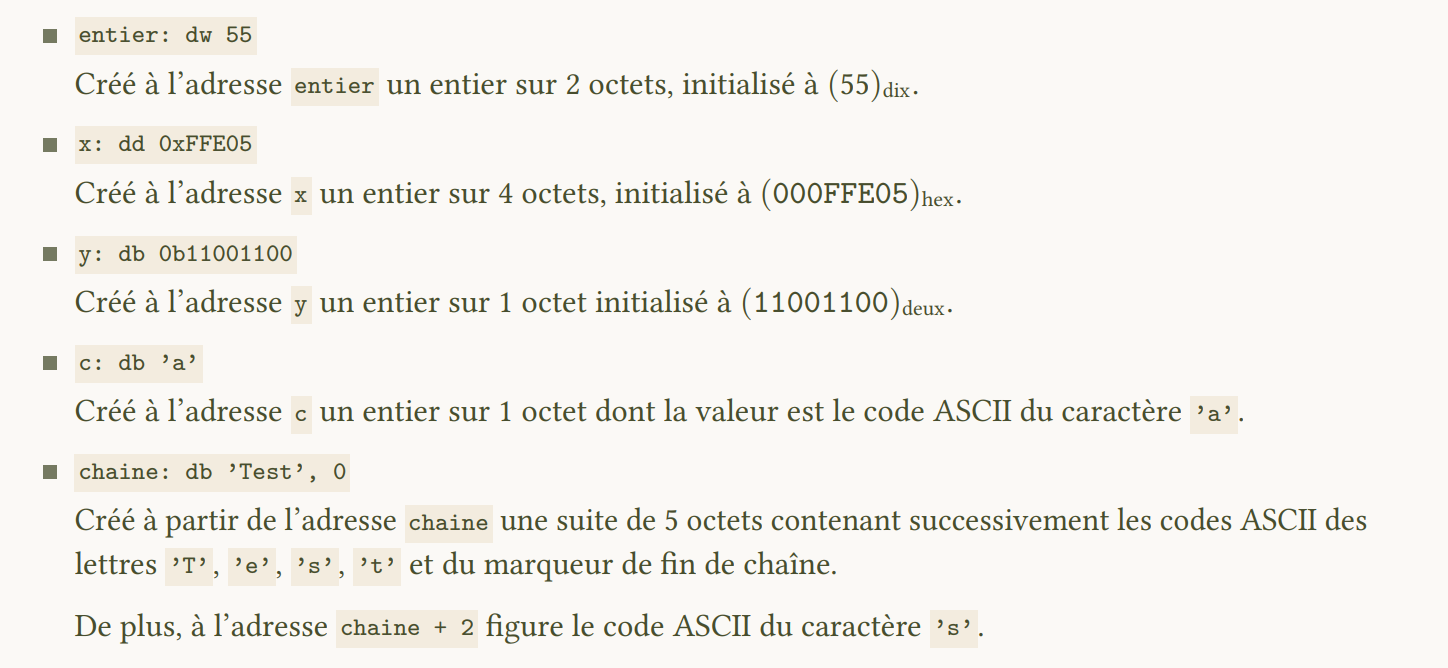 entier: dw 55
Créé à l’adresse entier un entier sur 2 octets, initialisé à (55)dix.
x: dd 0xFFE05
Créé à l’adresse x un entier sur 4 octets, initialisé à (000FFE05)hex.
y: db 0b11001100
Créé à l’adresse y un entier sur 1 octet initialisé à (11001100)deux.
c: db ’a’
Créé à l’adresse c un entier sur 1 octet dont la valeur est le code ASCII du caractère ’a’.
chaine: db ’Test’, 0
Créé à partir de l’adresse chaine une suite de 5 octets contenant successivement les codes ASCII des
lettres ’T’, ’e’, ’s’, ’t’ et du marqueur de fin de chaîne.
De plus, à l’adresse chaine + 2 figure le code ASCII du caractère ’s’.